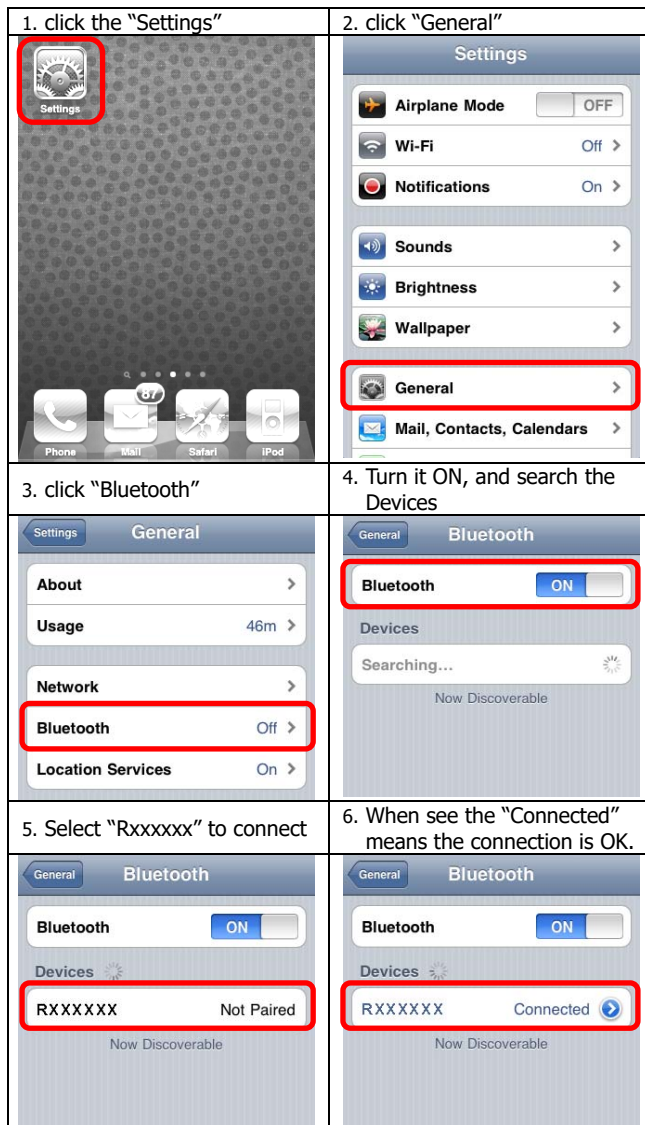 1. click the “Settings”
Settings
87
Phone
Mail
Safari
iPod
2. click “General”
Settings
Airplane Mode OFF
Wi-Fi Off
Notifications On
Sounds
Brightness
Wallpaper
General
Mail, Contacts, Calendars
3. click “Bluetooth”
Settings General
About
Usage 46m
Network
Bluetooth Off
Location Services On
4. Turn it ON, and search the
Devices
General Bluetooth
Bluetooth ON
Devices
Searching...
Now Discoverable
5. Select “Rxxxxxx” to connect
General Bluetooth
Bluetooth ON
Devices
RXXXXXX Not Paired
Now Discoverable
6. When see the “Connected”
means the connection is OK.
General Bluetooth
Bluetooth ON
Devices
RXXXXXX Connected
Now Discoverable